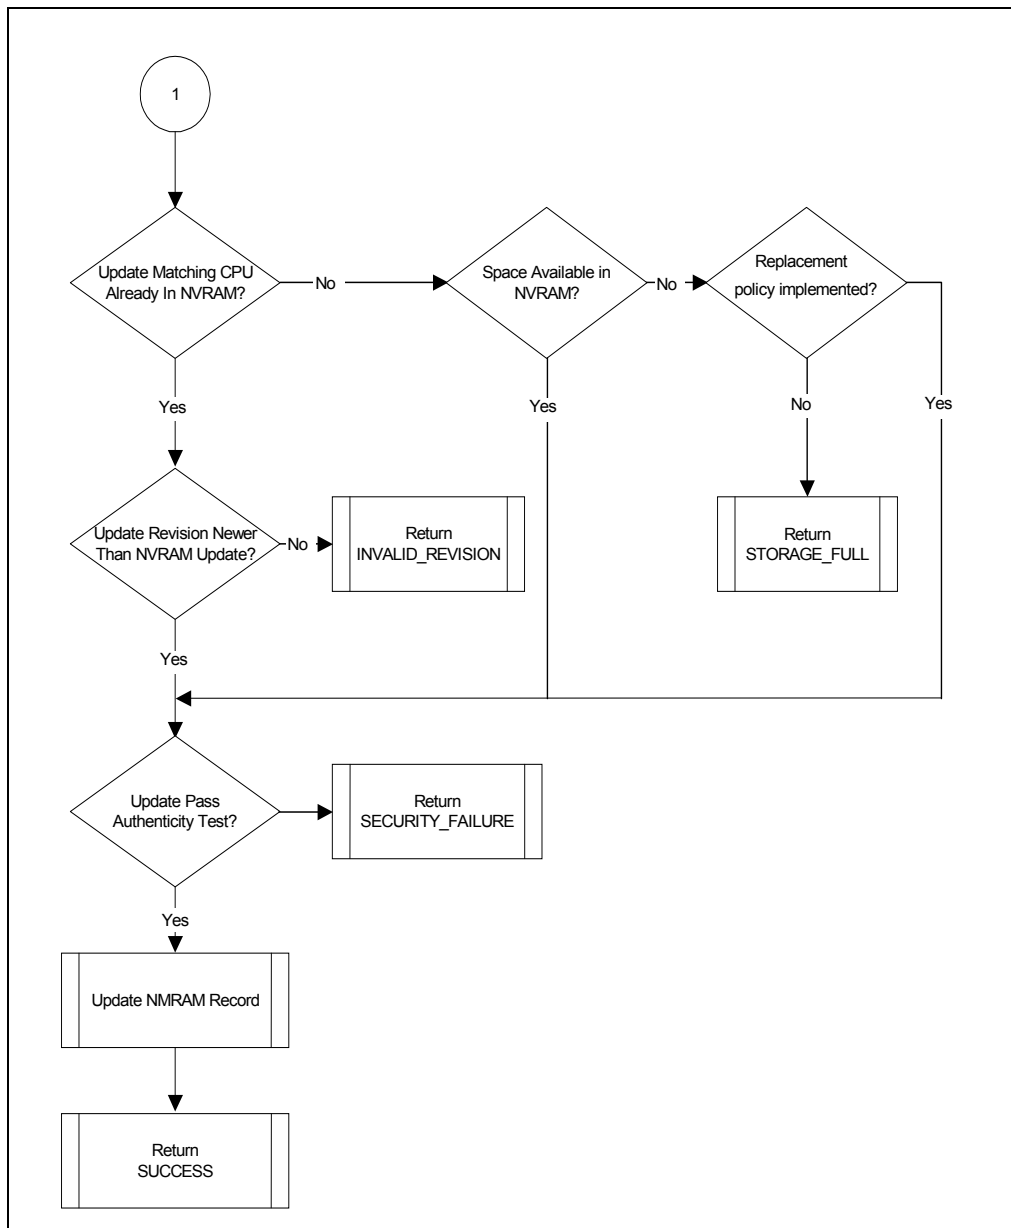 1
Update Matching CPU
Already In NVRAM?
No
Space Available in
NVRAM?
No
Replacement
policy implemented?
Yes
Yes
No
Yes
Update Revision Newer
Than NVRAM Update?
No
Return
INVALID_REVISION
Return
STORAGE_FULL
Yes
Update Pass
Authenticity Test?
Return
SECURITY_FAILURE
Yes
Update NMRAM Record
Return
SUCCESS